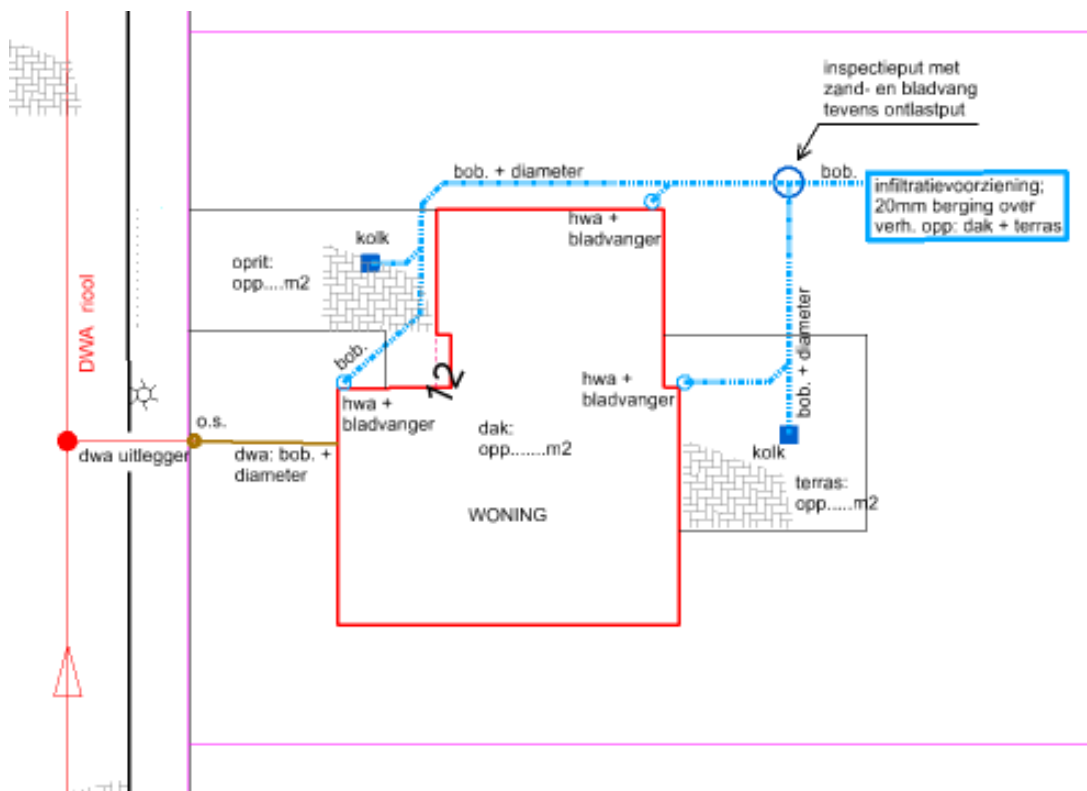 inspectieput met
zand- en bladvang
tevens ontlastput
bob. + diameter
bob.
infiltratievoorziening;
20mm berging over
verh. opp: dak + terras
hwa +
bladvanger
kolk
oprit:
opp....m2
DWA riool
bob.
bob. + diameter
12
hwa +
bladvanger
hwa +
bladvanger
o.s.
dak:
opp.......m2
dwa uitlegger
dwa: bob. +
diameter
kolk
terras:
opp.....m2
WONING